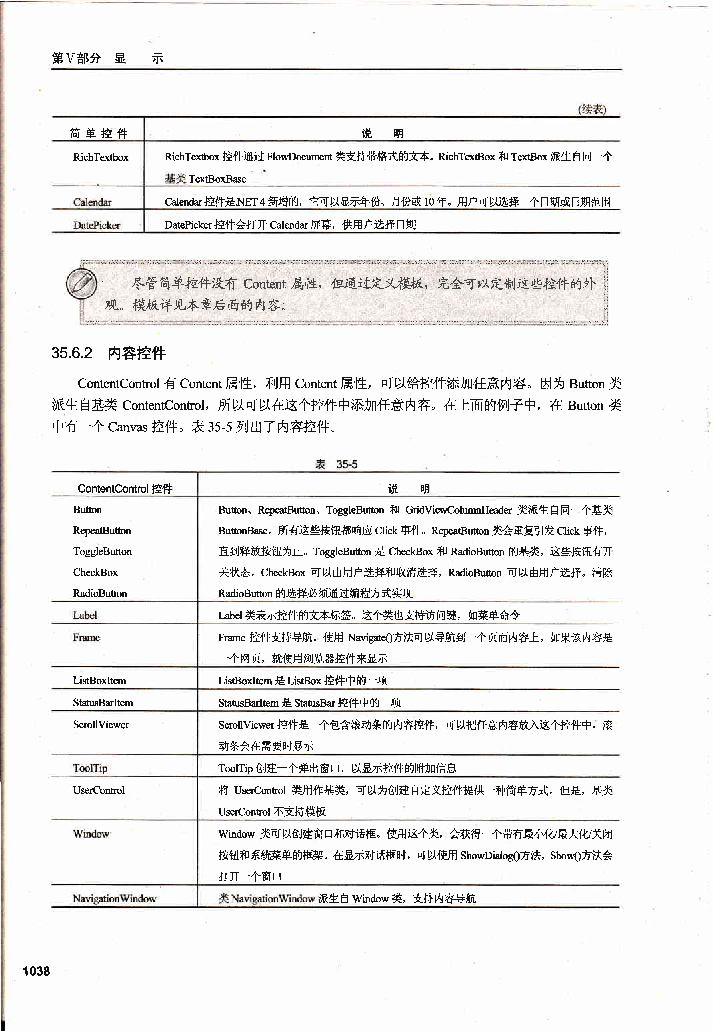 第V部分 显 示
(续表)
简 单 控 件 说 明
RichTextbox RichTextbox 控件通过 FlowDocument 类支持带格式的文本。RichTextBox 和 TextBox 派生自同一个
基类 TextBoxBase
Calendar Calendar 控件是.NET 4 新增的，它可以显示年份、月份或 10 年。用户可以选择一个日期或日期范围
DatePicker DatePicker 控件会打开 Calendar 屏幕，供用户选择日期
尽管简单控件没有 Content 属性，但通过定义模板，完全可以定制这些控件的外
观。模板详见本章后面的内容。
35.6.2 内容控件
ContentControl 有 Content 属性，利用 Content 属性，可以给控件添加任意内容。因为 Button 类
派生自基类 ContentControl，所以可以在这个控件中添加任意内容。在上面的例子中，在 Button 类
中有一个 Canvas 控件。表 35-5 列出了内容控件。
表 35-5
ContentControl 控件 说 明
Button Button、RepeatButton、ToggleButton 和 GridViewColumnHeader 类派生自同一个基类
RepeatButton ButtonBase。所有这些按钮都响应 Click 事件。RepeatButton 类会重复引发 Click 事件，
ToggleButton 直到释放按钮为止。ToggleButton 是 CheckBox 和 RadioButton 的基类，这些按钮有开
CheckBox 关状态。CheckBox 可以由用户选择和取消选择，RadioButton 可以由用户选择。清除
RadioButton RadioButton 的选择必须通过编程方式实现
Label Label 类表示控件的文本标签。这个类也支持访问键，如菜单命令
Frame Frame 控件支持导航。使用 Navigate()方法可以导航到一个页面内容上，如果该内容是
一个网页，就使用浏览器控件来显示
ListBoxItem ListBoxItem 是 ListBox 控件中的一项
StatusBarItem StatusBarItem 是 StatusBar 控件中的一项
ScrollViewer ScrollViewer 控件是一个包含滚动条的内容控件，可以把任意内容放入这个控件中，滚
动条会在需要时显示
ToolTip ToolTip 创建一个弹出窗口，以显示控件的附加信息
UserControl 将 UserControl 类用作基类，可以为创建自定义控件提供一种简单方式。但是，基类
UserControl 不支持模板
Window Window 类可以创建窗口和对话框。使用这个类，会获得一个带有最小化/最大化/关闭
按钮和系统菜单的框架。在显示对话框时，可以使用 ShowDialog()方法，Show()方法会
打开一个窗口
NavigationWindow 类 NavigationWindow 派生自 Window 类，支持内容导航
1038